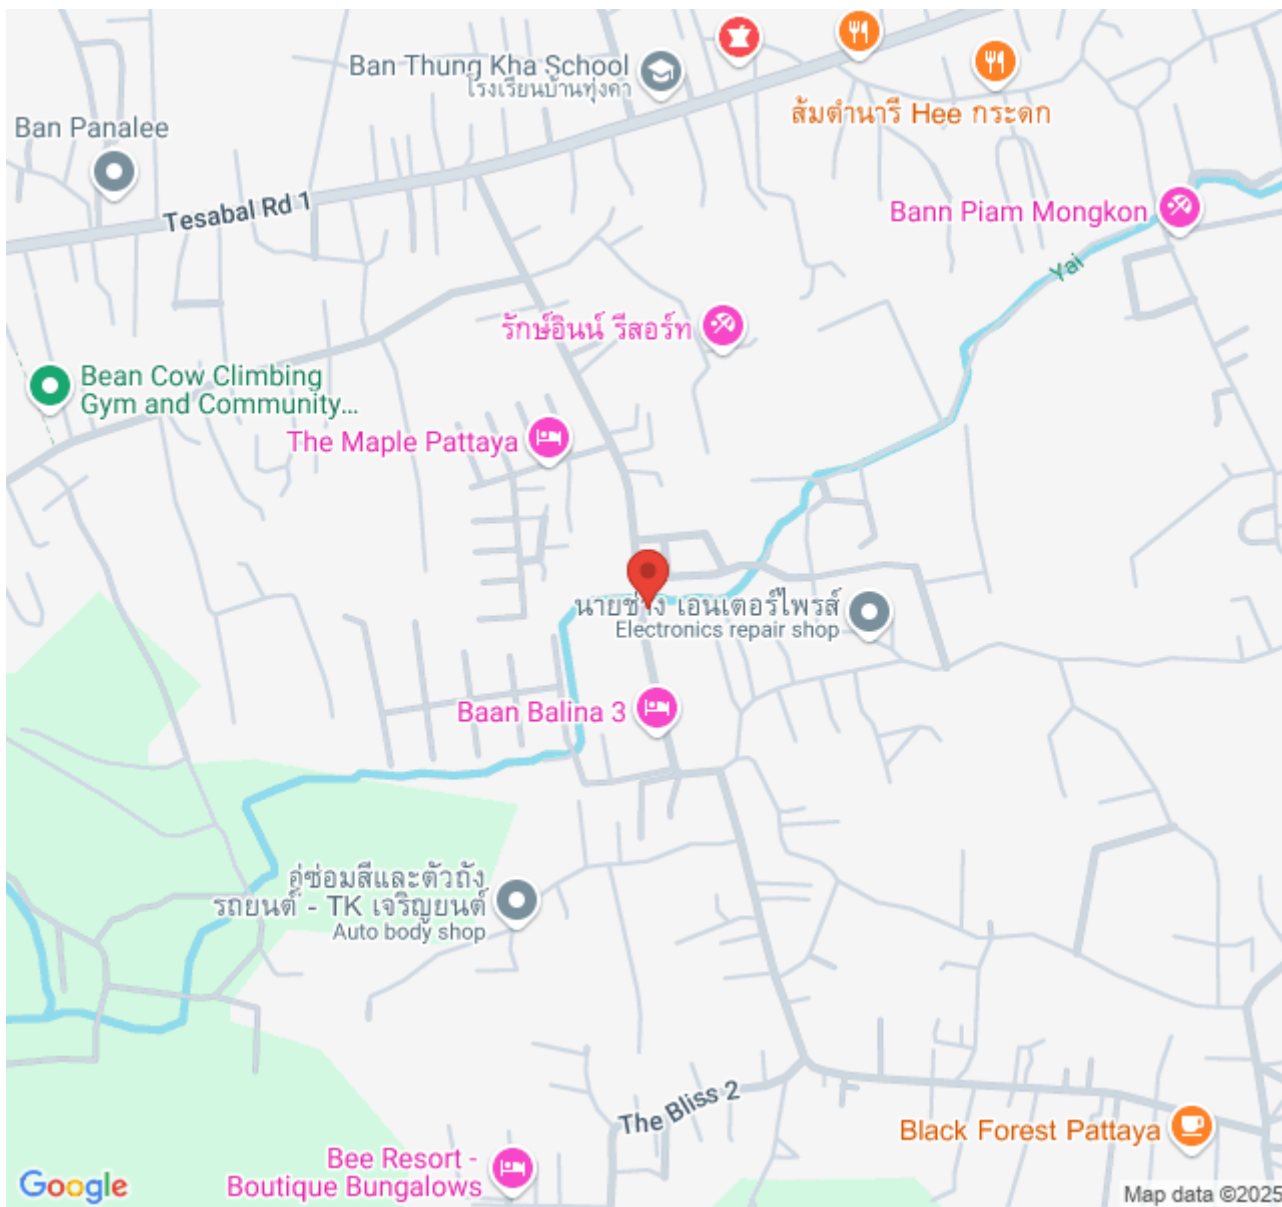 Ban Thung Kha School
โรงเรียนบ้านทุ่งคา
ส้มตำนารี Hee กระดก
Ban Panalee
Tesabal Rd 1
Bann Piam Mongkon
Yai
รักษ์อินน์ รีสอร์ท
Bean Cow Climbing
Gym and Community...
The Maple Pattaya
นายช่าง เอนเตอร์ไพรส์
Electronics repair shop
Baan Balina 3
อู่ซ่อมสีและตัวถัง
รถยนต์ - TK เจริญยนต์
Auto body shop
The Bliss 2
Black Forest Pattaya
Bee Resort -
Boutique Bungalows
Google
Map data ©2025